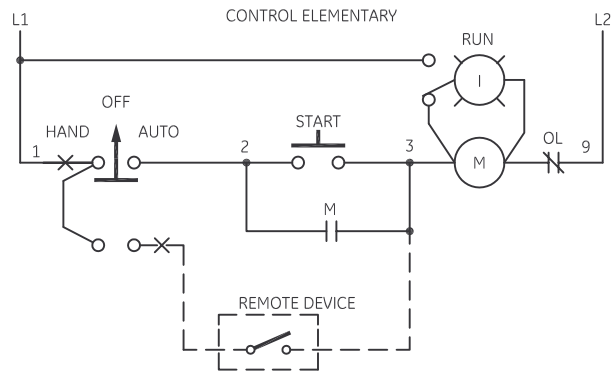 CONTROL ELEMENTARY
L1
L2
RUN
I
OFF
HAND
AUTO
START
1
2
3
M
OL
9
M
REMOTE DEVICE